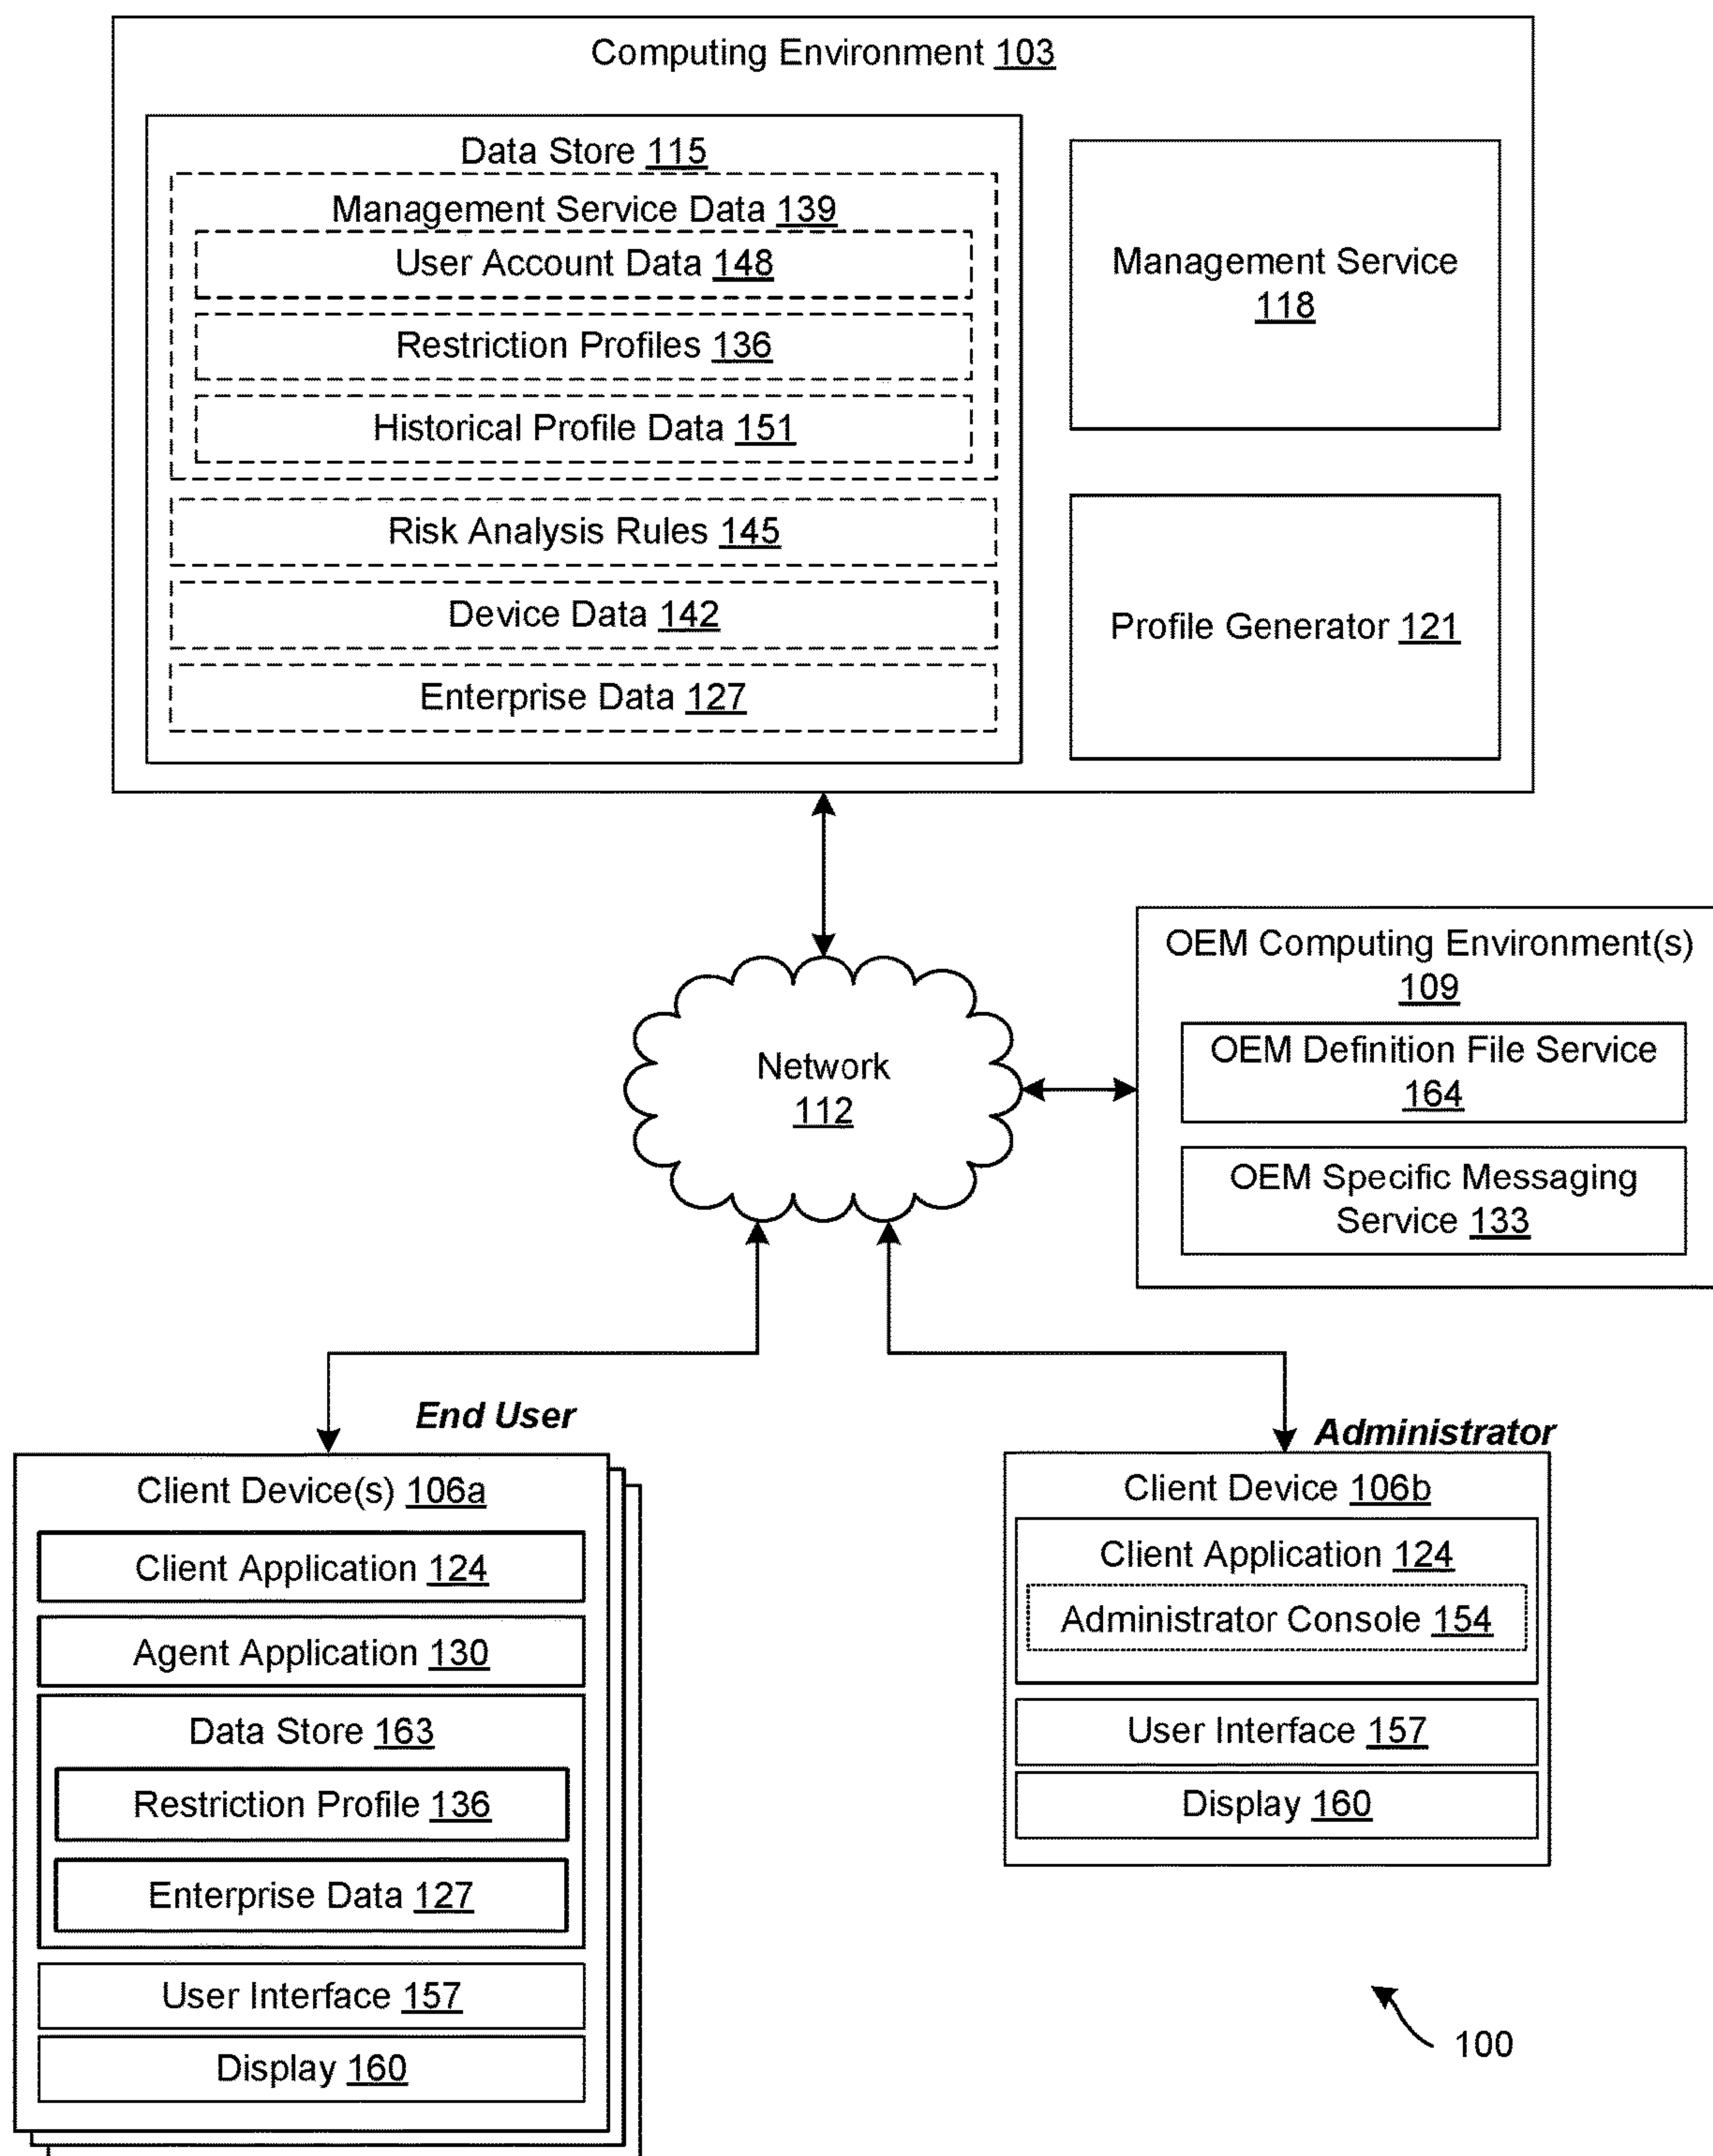 Computing Environment 103
Data Store 115
Management Service Data 139
User Account Data 148
Restriction Profiles 136
Historical Profile Data 151
Risk Analysis Rules 145
Device Data 142
Enterprise Data 127
Management Service
118
Profile Generator 121
Network
112
OEM Computing Environment(s)
109
OEM Definition File Service
164
OEM Specific Messaging
Service 133
End User
Client Device(s) 106a
Client Application 124
Agent Application 130
Data Store 163
Restriction Profile 136
Enterprise Data 127
User Interface 157
Display 160
Administrator
Client Device 106b
Client Application 124
Administrator Console 154
User Interface 157
Display 160
100